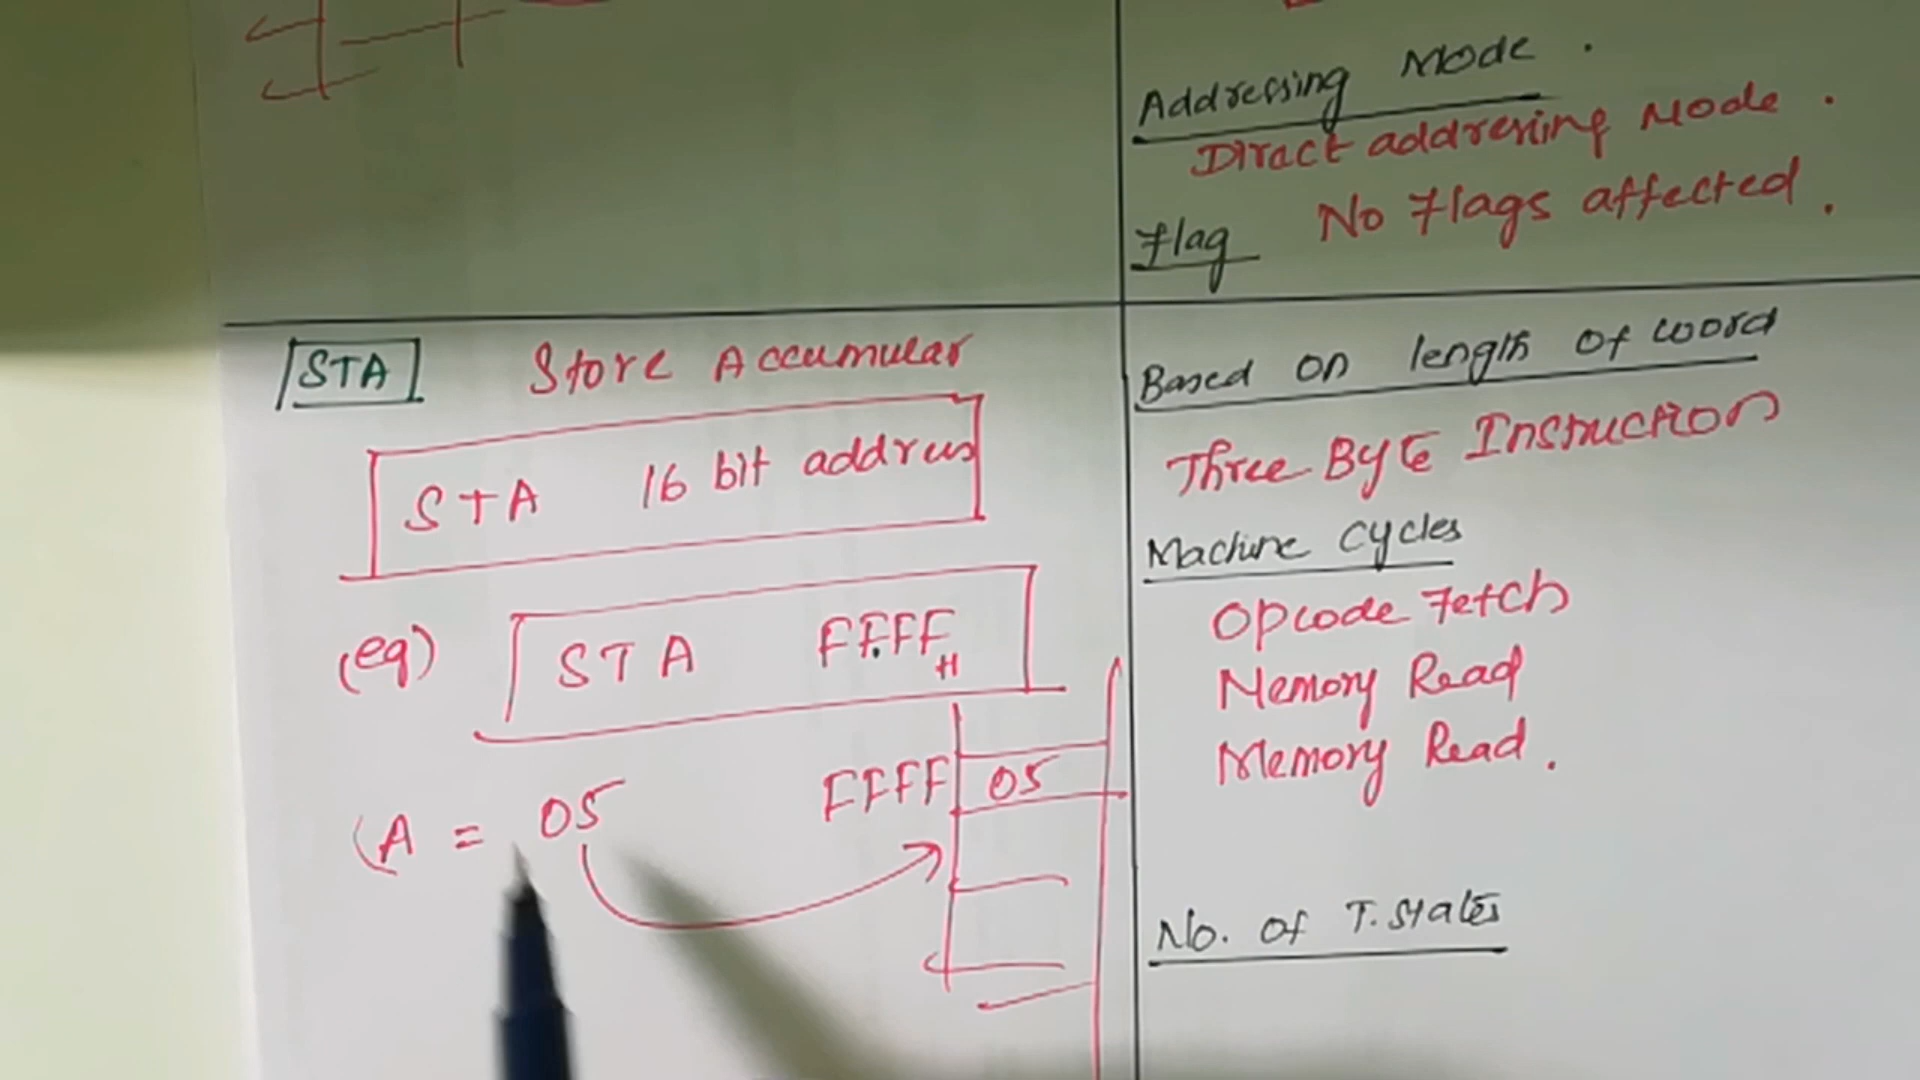 Addressing Mode .
Direct addressing Mode .
Flag No Flags affected .
STA Store Accumular
STA 16 bit address
(eg) STA FFFFH
A = 05
FFFF 05
Based on length of word
Three Byte Instruction
Machine Cycles
Opcode Fetch
Memory Read
Memory Read .
No. of T. States